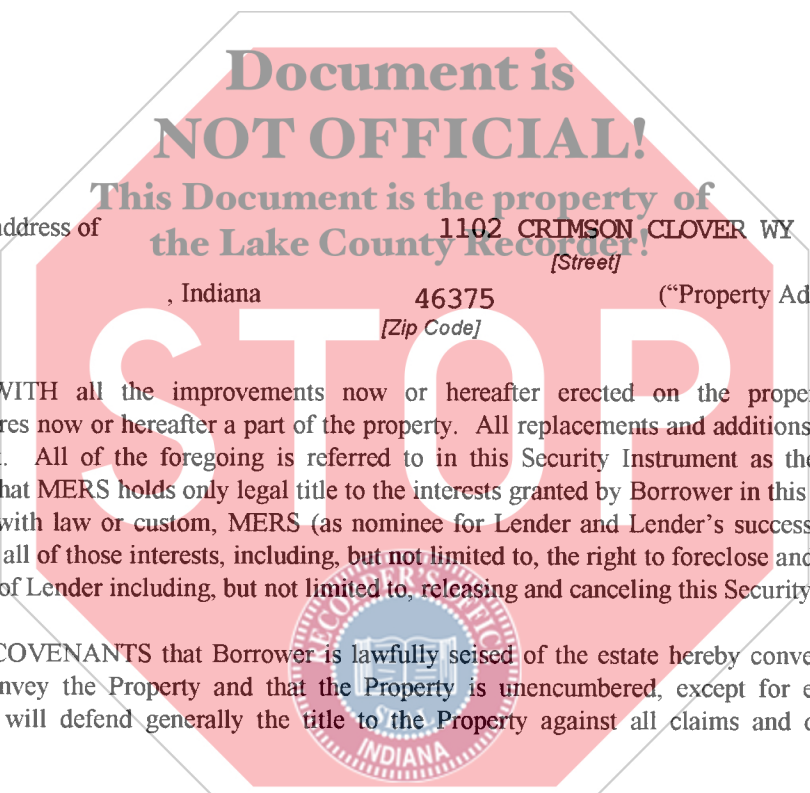 Document is
NOT OFFICIAL!
This Document is the property of
the Lake County Recorder!
address of 1102 CRIMSON CLOVER WY
[Street]
, Indiana 46375 (“Property Ad
[Zip Code]
STOP
WITH all the improvements now or hereafter erected on the prope
res now or hereafter a part of the property. All replacements and additions
. All of the foregoing is referred to in this Security Instrument as the
hat MERS holds only legal title to the interests granted by Borrower in this
with law or custom, MERS (as nominee for Lender and Lender’s success
all of those interests, including, but not limited to, the right to foreclose and
of Lender including, but not limited to, releasing and canceling this Security
COVENANTS that Borrower is lawfully seised of the estate hereby conve
nvey the Property and that the Property is unencumbered, except for e
will defend generally the title to the Property against all claims and d
RECORDER'S OFFICE
SEAL
INDIANA